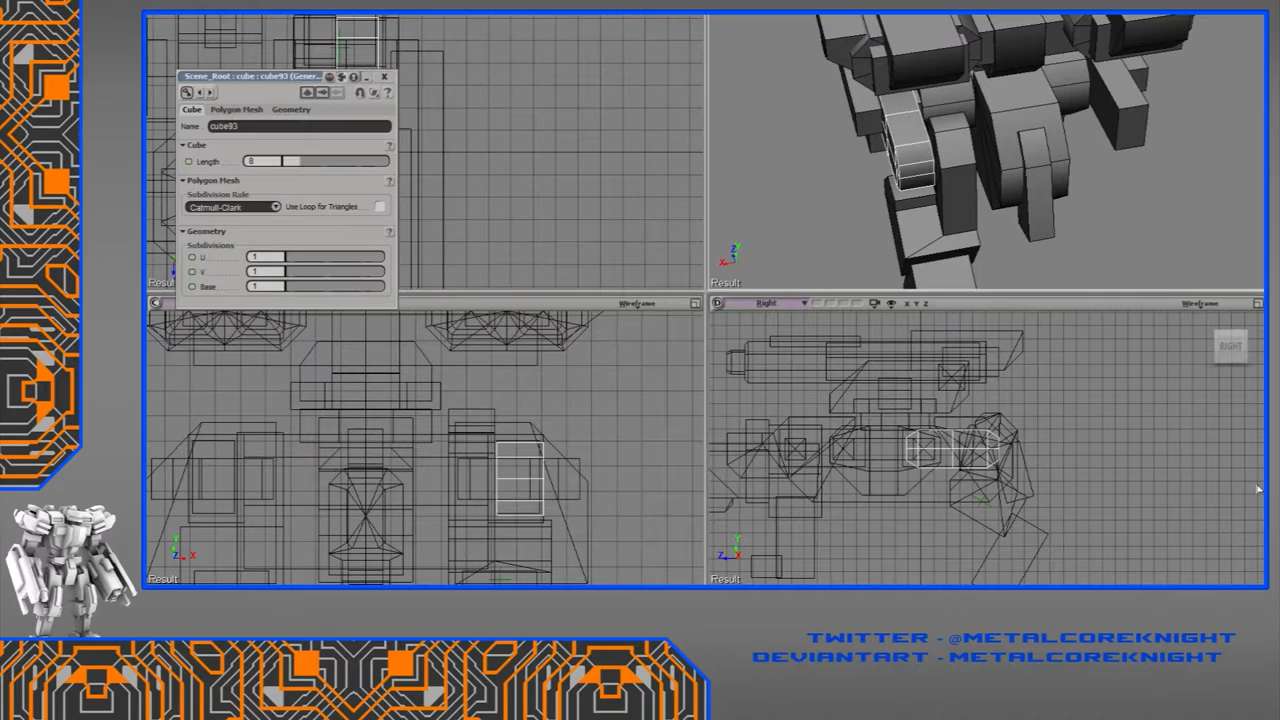 Scene_Root : cube : cube93 (Gener...
Cube Polygon Mesh Geometry
Name cube93
Cube
Length 8
Polygon Mesh
Subdivision Rule
Catmull-Clark Use Loop for Triangles
Geometry
Subdivisions
U 1
V 1
Base 1
Result
Y
X
Result
C Wireframe
D Right X Y Z Wireframe
RIGHT
Y
Z X
Result
Y
Z X
Result
TWITTER - @METALCOREKNIGHT
DEVIANTART - METALCOREKNIGHT